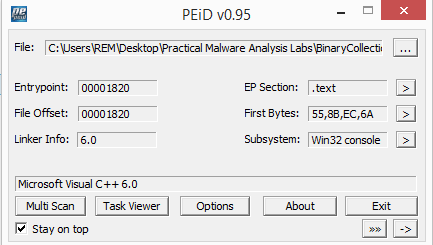 PEiD v0.95
File: C:\Users\REM\Desktop\Practical Malware Analysis Labs\BinaryCollectio ...
Entrypoint: 00001820 EP Section: .text >
File Offset: 00001820 First Bytes: 55,8B,EC,6A >
Linker Info: 6.0 Subsystem: Win32 console >
Microsoft Visual C++ 6.0
Multi Scan Task Viewer Options About Exit
Stay on top »» ->